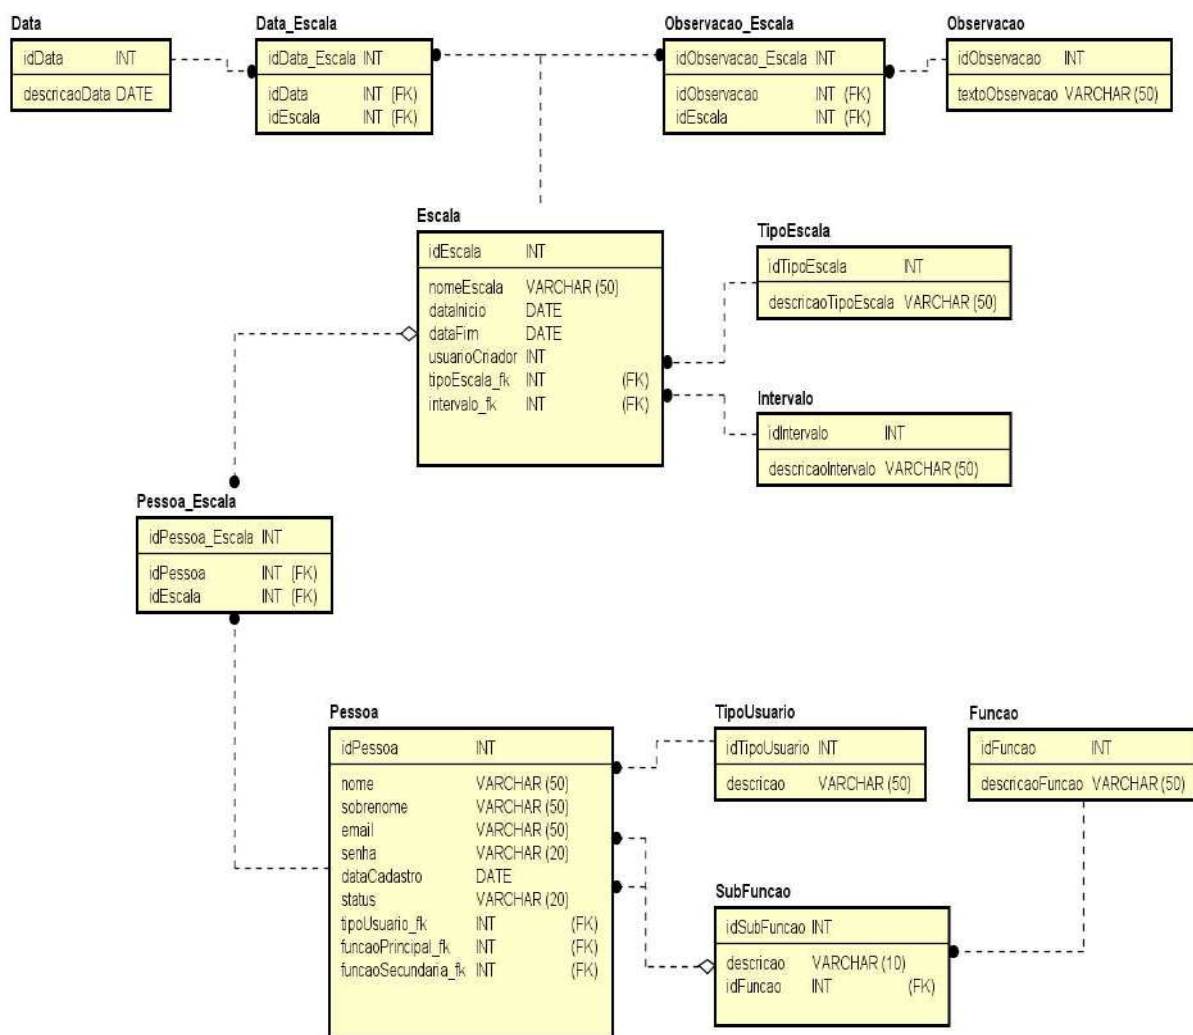 Data
idData INT
descricaoData DATE
Data_Escala
idData_Escala INT
idData INT (FK)
idEscala INT (FK)
Observação_Escala
idObservacao_Escala INT
idObservacao INT (FK)
idEscala INT (FK)
Observacao
idObservacao INT
textoObservacao VARCHAR (50)
Escala
idEscala INT
nomeEscala VARCHAR (50)
dataInicio DATE
dataFim DATE
usuarioCriador INT
tipoEscala_fk INT (FK)
intervalo_fk INT (FK)
TipoEscala
idTipoEscala INT
descricaoTipoEscala VARCHAR (50)
Intervalo
idIntervalo INT
descricaoIntervalo VARCHAR (50)
Pessoa_Escala
idPessoa_Escala INT
idPessoa INT (FK)
idEscala INT (FK)
Pessoa
idPessoa INT
nome VARCHAR (50)
sobrenome VARCHAR (50)
email VARCHAR (50)
senha VARCHAR (20)
dataCadastro DATE
status VARCHAR (20)
tipoUsuario_fk INT (FK)
funcaoPrincipal_fk INT (FK)
funcaoSecundaria_fk INT (FK)
TipoUsuario
idTipoUsuario INT
descricao VARCHAR (50)
Funcao
idFuncao INT
descricaoFuncao VARCHAR (50)
SubFuncao
idSubFuncao INT
descricao VARCHAR (10)
idFuncao INT (FK)